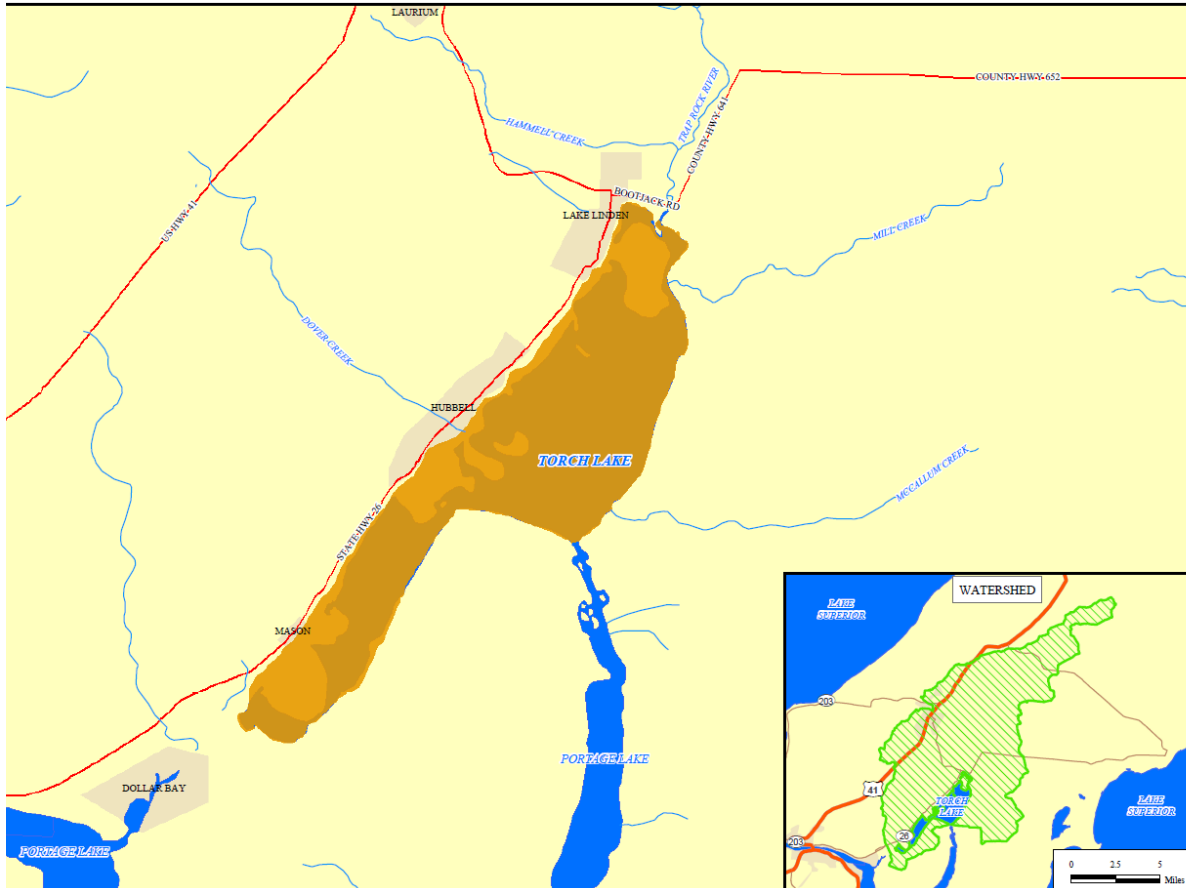 LAURIUM
COUNTY HWY 652
TRAP ROCK RIVER
COUNTY HWY 641
HAMMELL CREEK
BOOTJACK RD
US HWY 41
LAKE LINDEN
MILL CREEK
DOVER CREEK
HUBBELL
TORCH LAKE
MCCALLUM CREEK
STATE HWY 26
MASON
PORTAGE LAKE
DOLLAR BAY
PORTAGE LAKE
WATERSHED
LAKE
SUPERIOR
203
41
TORCH
LAKE
LAKE
SUPERIOR
26
203
0 2.5 5
Miles